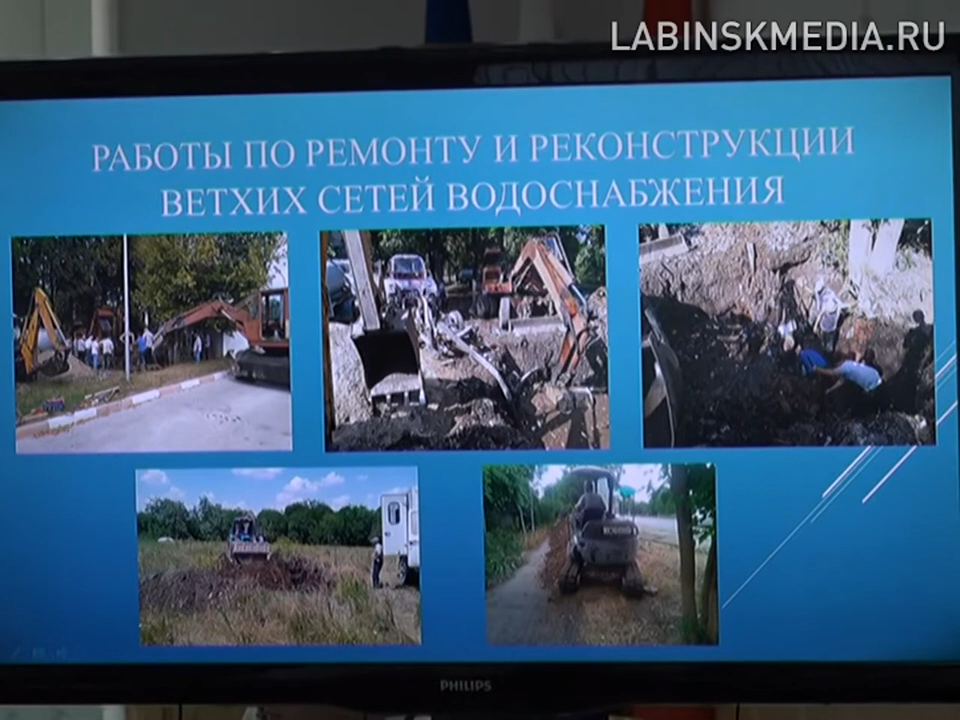 LABINSKMEDIA.RU
РАБОТЫ ПО РЕМОНТУ И РЕКОНСТРУКЦИИ
ВЕТХИХ СЕТЕЙ ВОДОСНАБЖЕНИЯ
PHILIPS